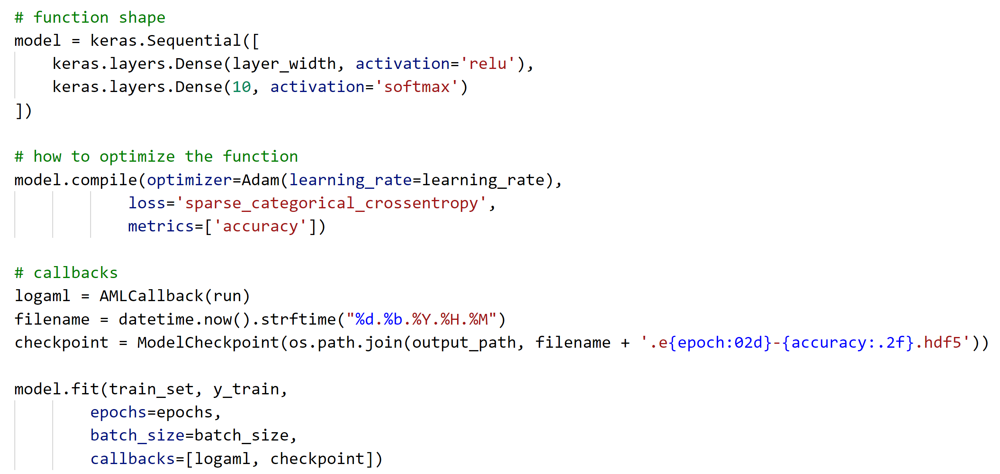 # function shape
model = keras.Sequential([
    keras.layers.Dense(layer_width, activation='relu'),
    keras.layers.Dense(10, activation='softmax')
])

# how to optimize the function
model.compile(optimizer=Adam(learning_rate=learning_rate),
            loss='sparse_categorical_crossentropy',
            metrics=['accuracy'])

# callbacks
logaml = AMLCallback(run)
filename = datetime.now().strftime("%d.%b.%Y.%H.%M")
checkpoint = ModelCheckpoint(os.path.join(output_path, filename + '.e{epoch:02d}-{accuracy:.2f}.hdf5'))

model.fit(train_set, y_train,
        epochs=epochs,
        batch_size=batch_size,
        callbacks=[logaml, checkpoint])